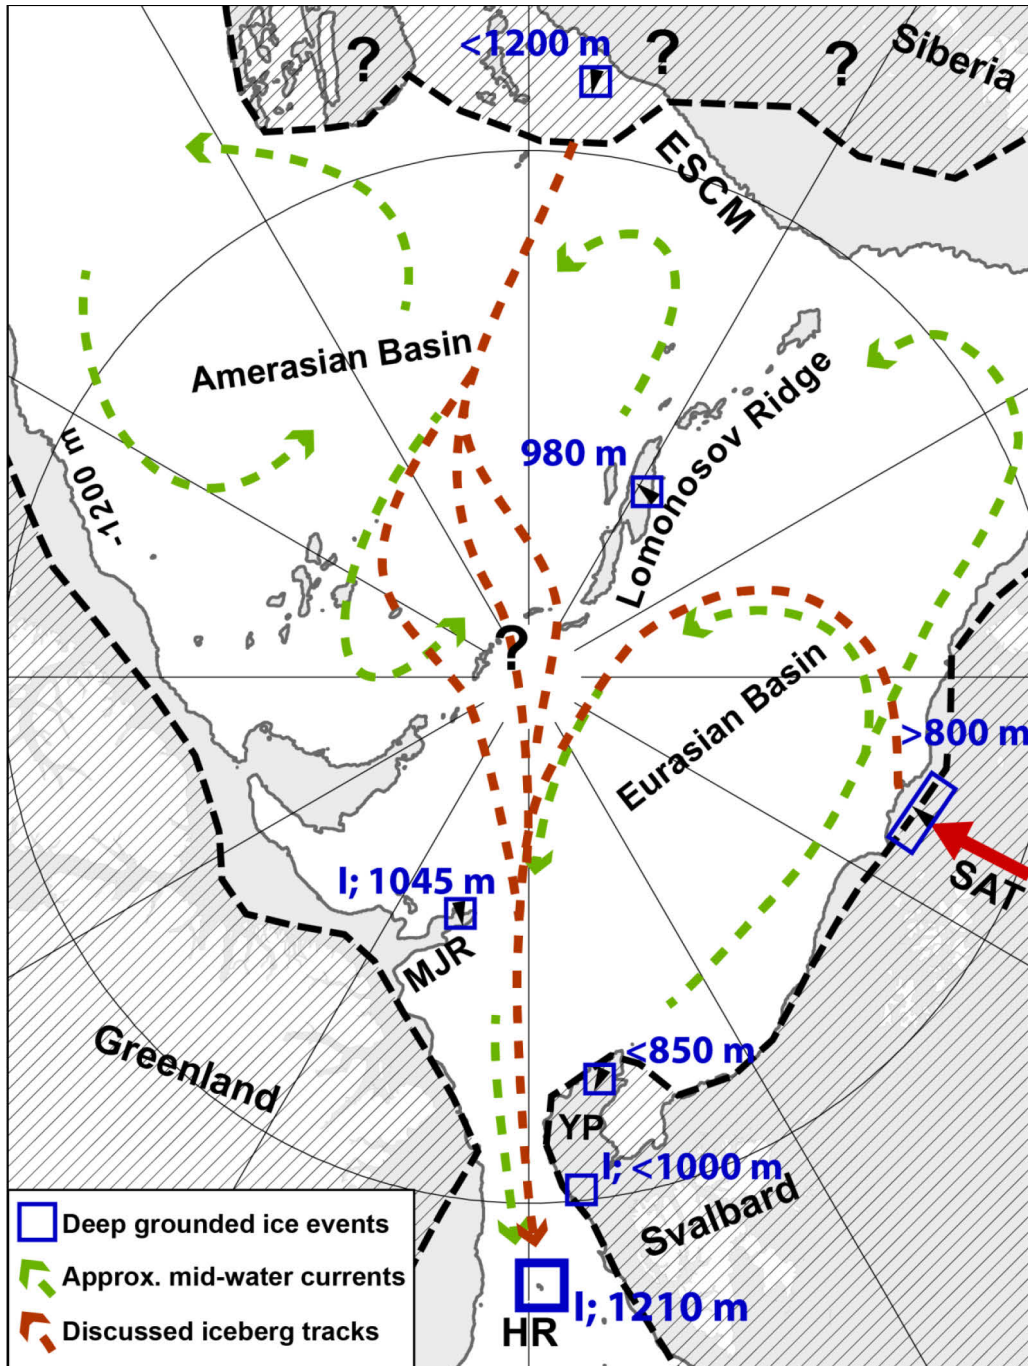 ?
<1200 m
?
?
Siberia
ESCM
Amerasian Basin
-1200 m
980 m
Lomonosov Ridge
?
Eurasian Basin
>800 m
SAT
I; 1045 m
MJR
Greenland
<850 m
YP
I; <1000 m
Svalbard
I; 1210 m
HR
Deep grounded ice events
Approx. mid-water currents
Discussed iceberg tracks